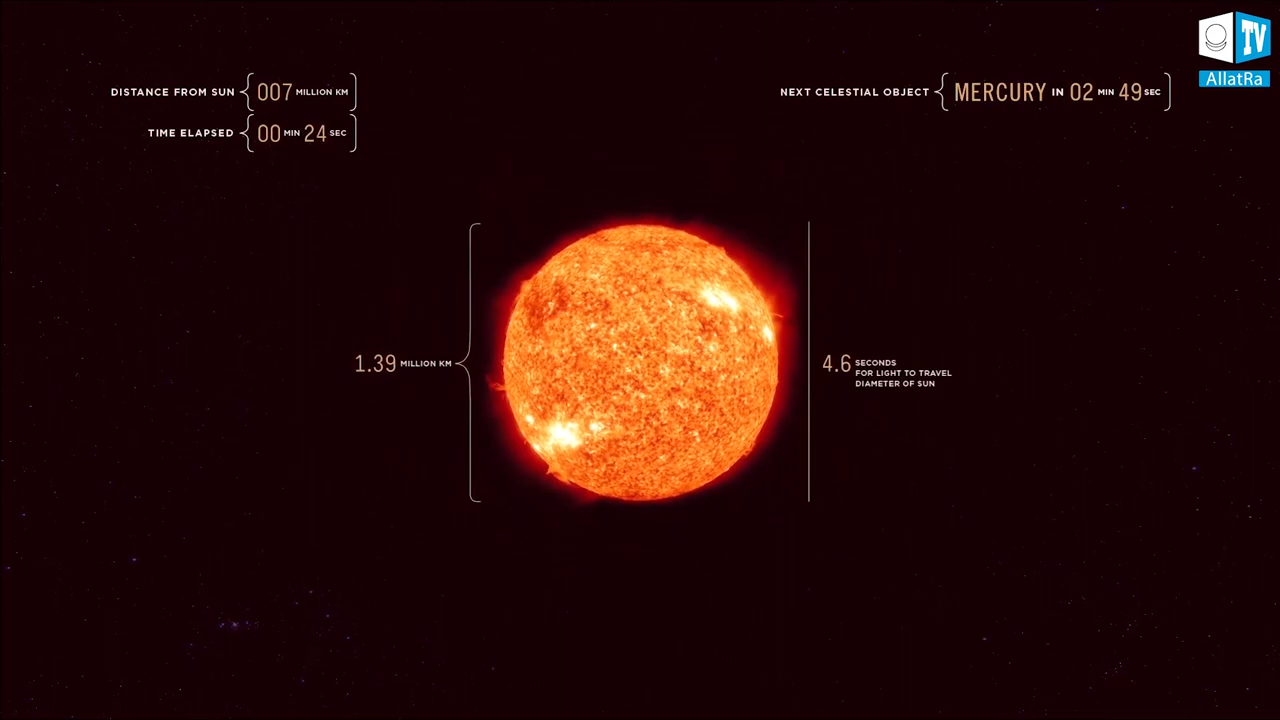 TV
AllatRa
DISTANCE FROM SUN 007 MILLION KM
NEXT CELESTIAL OBJECT MERCURY IN 02 MIN 49 SEC
TIME ELAPSED 00 MIN 24 SEC
1.39 MILLION KM
4.6 SECONDS
FOR LIGHT TO TRAVEL
DIAMETER OF SUN